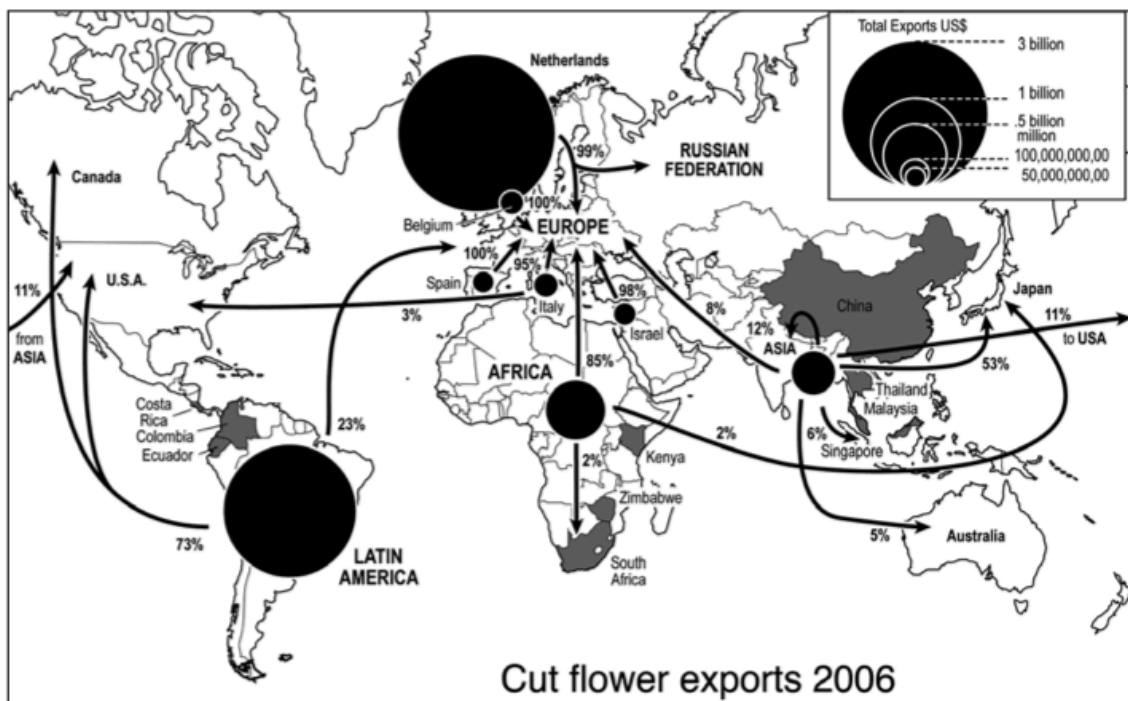 Total Exports US$
3 billion
1 billion
.5 billion
million
100,000,000,00
50,000,000,00
Netherlands
99%
RUSSIAN
FEDERATION
Canada
Belgium
100%
EUROPE
11%
from
ASIA
U.S.A.
100%
Spain
95%
Italy
3%
98%
Israel
8%
China
Japan
12%
ASIA
11%
to USA
53%
AFRICA
85%
Thailand
Malaysia
Costa
Rica
Colombia
Ecuador
23%
2%
6%
Singapore
Kenya
2%
Zimbabwe
73%
LATIN
AMERICA
South
Africa
5%
Australia
Cut flower exports 2006